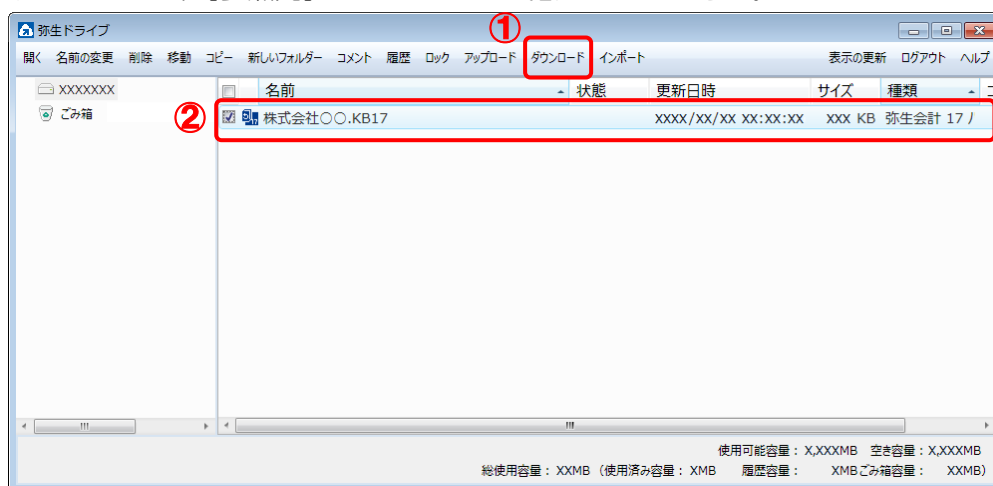 ①
弥生ドライブ
開く 名前の変更 削除 移動 コピー 新しいフォルダー コメント 履歴 ロック アップロード ダウンロード インポート 表示の更新 ログアウト ヘルプ
XXXXXXX 名前 状態 更新日時 サイズ 種類
ごみ箱
② 株式会社〇〇.KB17 xxxx/xx/xx xx:xx:xx xxx KB 弥生会計 17
使用可能容量： X,XXXMB 空き容量：X,XXXMB
総使用容量： XXMB（使用済み容量： XMB 履歴容量： XMBごみ箱容量： XXMB）